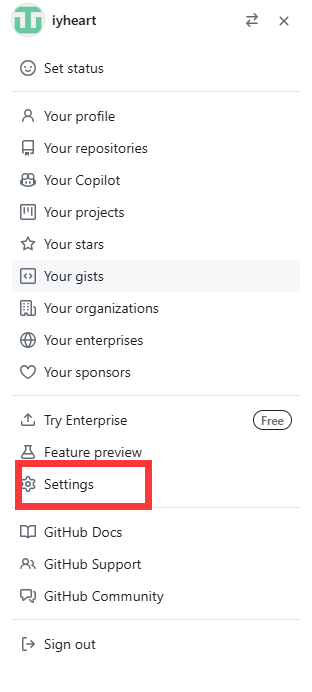 iyheart
Set status
Your profile
Your repositories
Your Copilot
Your projects
Your stars
Your gists
Your organizations
Your enterprises
Your sponsors
Try Enterprise Free
Feature preview
Settings
GitHub Docs
GitHub Support
GitHub Community
Sign out